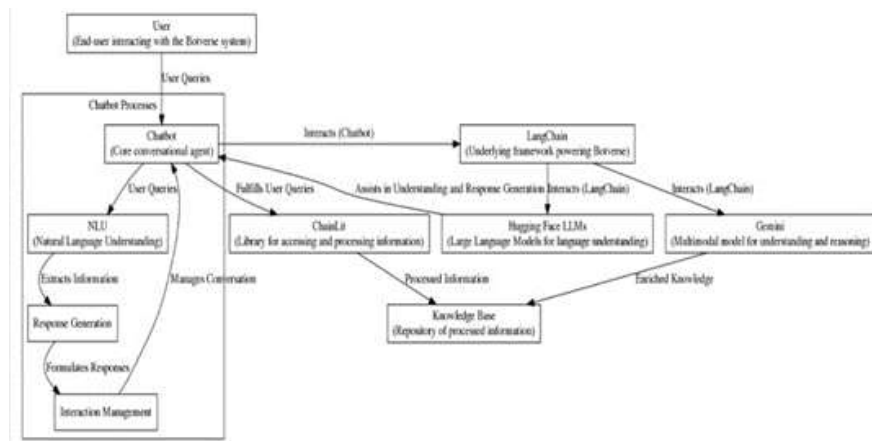 User
(End-user interacting with the Botverse system)
User Queries
Chatbot Processes
Chatbot
(Core conversational agent)
Interacts (Chatbot)
LangChain
(Underlying framework powering Botverse)
User Queries
Fulfills User Queries
Assists in Understanding and Response Generation
Interacts (LangChain)
Interacts (LangChain)
NLU
(Natural Language Understanding)
ChainLit
(Library for accessing and processing information)
Hugging Face LLMs
(Large Language Models for language understanding)
Gemini
(Multimodal model for understanding and reasoning)
Extracts Information
Manages Conversation
Processed Information
Enriched Knowledge
Response Generation
Knowledge Base
(Repository of processed information)
Formulates Responses
Interaction Management